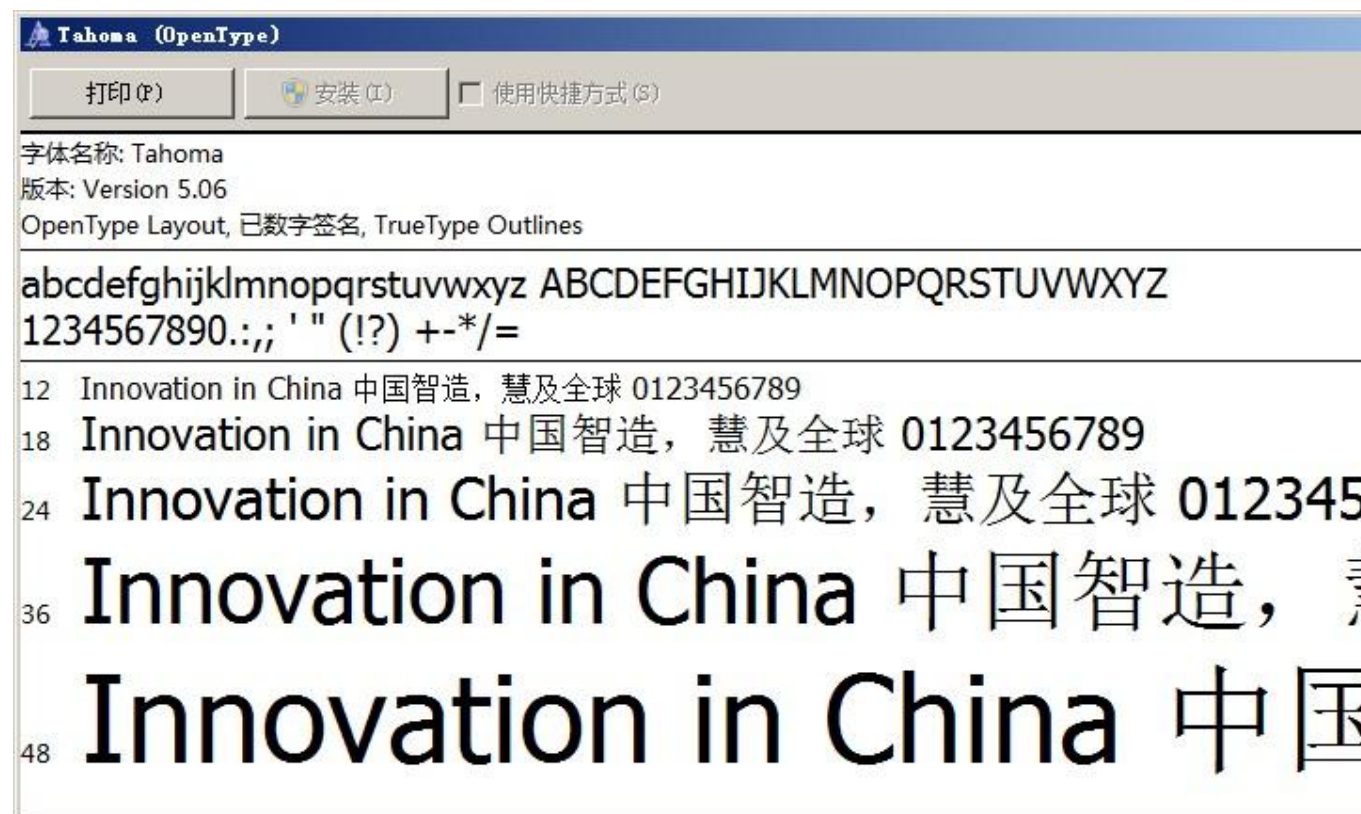 Tahoma (OpenType)
打印(P) 安装(I) 使用快捷方式(S)
字体名称: Tahoma
版本: Version 5.06
OpenType Layout, 已数字签名, TrueType Outlines
abcdefghijklmnopqrstuvwxyz ABCDEFGHIJKLMNOPQRSTUVWXYZ
1234567890.:,; ' " (!?) +-*/=
12 Innovation in China 中国智造，慧及全球 0123456789
18 Innovation in China 中国智造，慧及全球 0123456789
24 Innovation in China 中国智造，慧及全球 012345
36 Innovation in China 中国智造，
48 Innovation in China 中国